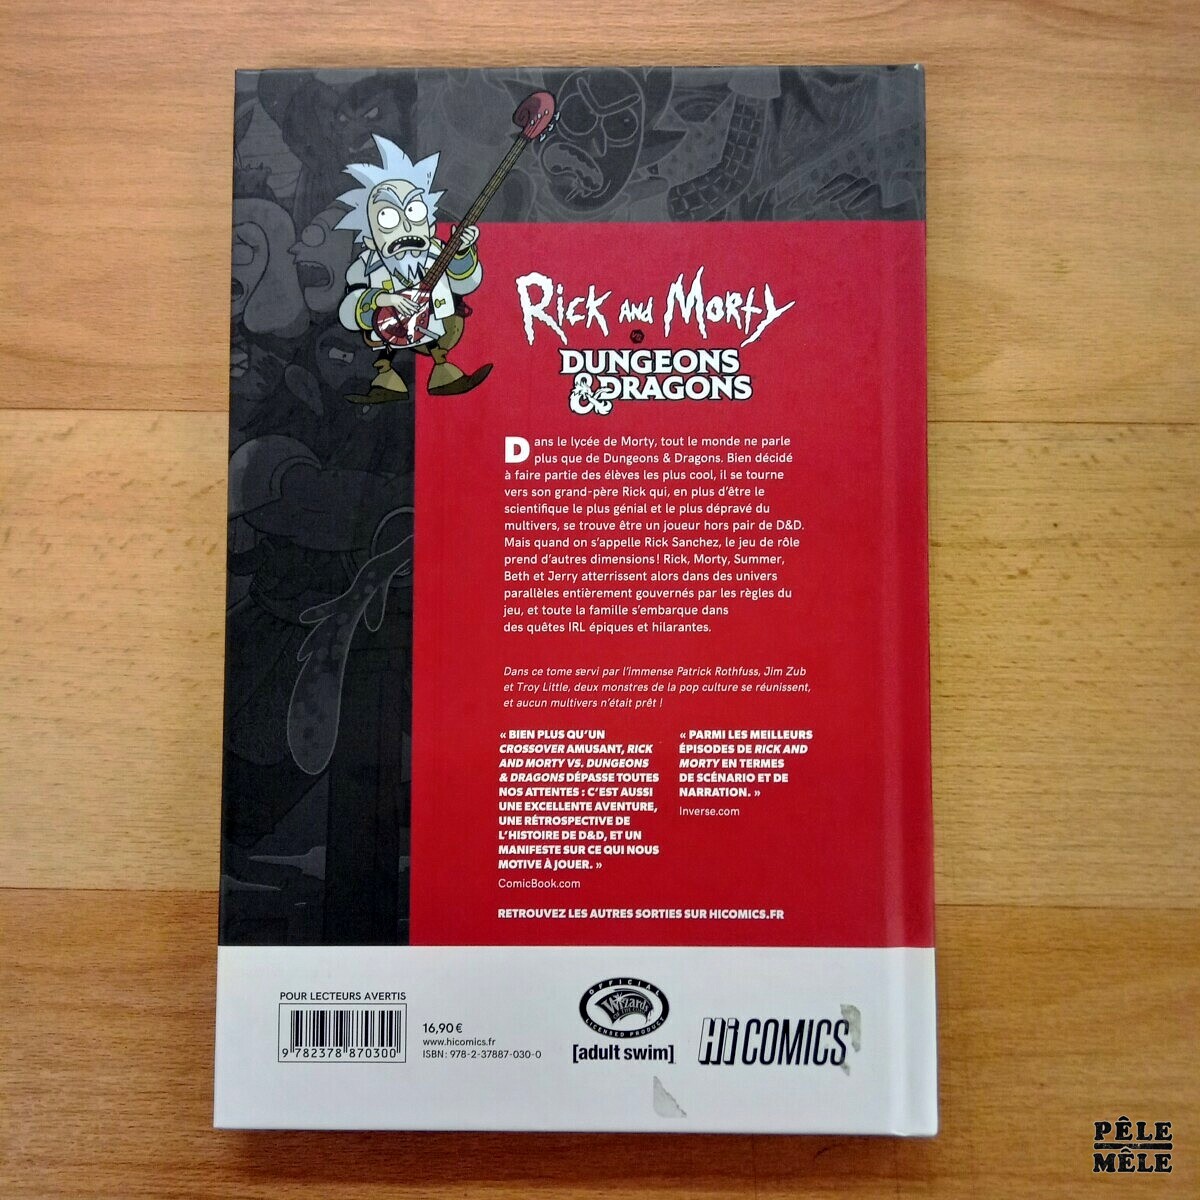 RICK AND MORTY
VS.
DUNGEONS
& DRAGONS
Dans le lycée de Morty, tout le monde ne parle
plus que de Dungeons & Dragons. Bien décidé
à faire partie des élèves les plus cool, il se tourne
vers son grand-père Rick qui, en plus d'être le
scientifique le plus génial et le plus dépravé du
multivers, se trouve être un joueur hors pair de D&D.
Mais quand on s'appelle Rick Sanchez, le jeu de rôle
prend d'autres dimensions! Rick, Morty, Summer,
Beth et Jerry atterrissent alors dans des univers
parallèles entièrement gouvernés par les règles du
jeu, et toute la famille s'embarque dans
des quêtes IRL épiques et hilarantes.
Dans ce tome servi par l'immense Patrick Rothfuss, Jim Zub
et Troy Little, deux monstres de la pop culture se réunissent,
et aucun multivers n'était prêt !
« BIEN PLUS QU'UN
CROSSOVER AMUSANT, RICK
AND MORTY VS. DUNGEONS
& DRAGONS DÉPASSE TOUTES
NOS ATTENTES : C'EST AUSSI
UNE EXCELLENTE AVENTURE,
UNE RÉTROSPECTIVE DE
L'HISTOIRE DE D&D, ET UN
MANIFESTE SUR CE QUI NOUS
MOTIVE À JOUER. »
ComicBook.com
« PARMI LES MEILLEURS
ÉPISODES DE RICK AND
MORTY EN TERMES
DE SCÉNARIO ET DE
NARRATION. »
Inverse.com
RETROUVEZ LES AUTRES SORTIES SUR HICOMICS.FR
POUR LECTEURS AVERTIS
9 782378 870300
16,90 €
www.hicomics.fr
ISBN : 978-2-37887-030-0
OFFICIAL
Wizards
OF THE COAST
LICENSED PRODUCT
[adult swim]
Hi COMICS
PÊLE
MÊLE